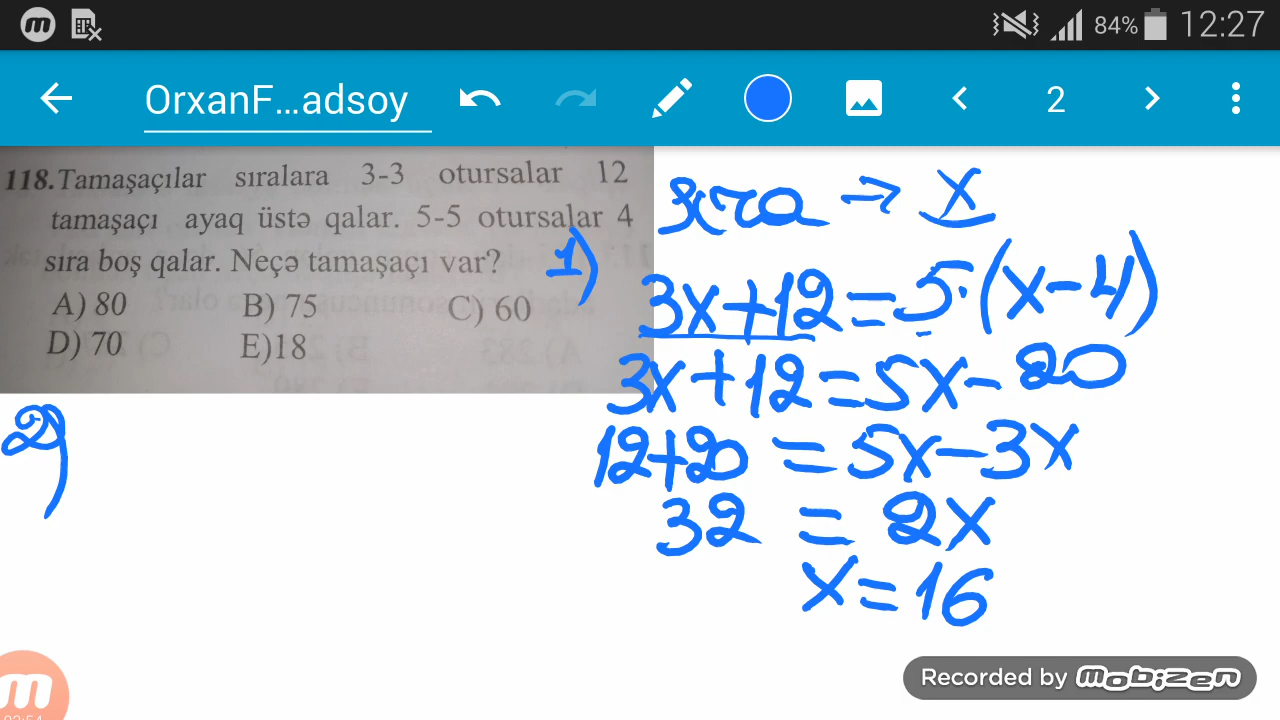 84% 12:27
OrxanF...adsoy 2
118. Tamaşaçılar sıralara 3-3 otursalar 12
tamaşaçı ayaq üstə qalar. 5-5 otursalar 4
sıra boş qalar. Neçə tamaşaçı var?
A) 80 B) 75 C) 60
D) 70 E)18
sıra → x
1) 3x+12=5·(x-4)
3x+12=5x-20
12+20 = 5x-3x
32 = 2x
x=16
2)
Recorded by mobizen